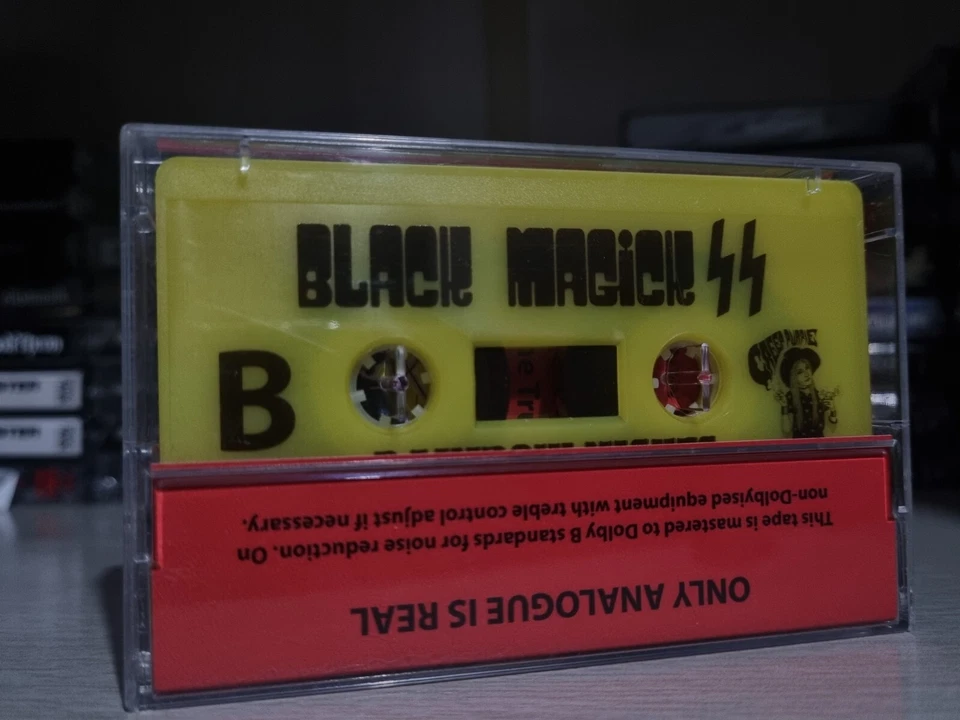 BLACK MAGiCK ϟϟ
B
ONLY ANALOGUE IS REAL
This tape is mastered to Dolby B standards for noise reduction. On
non-Dolbyised equipment with treble control adjust if necessary.